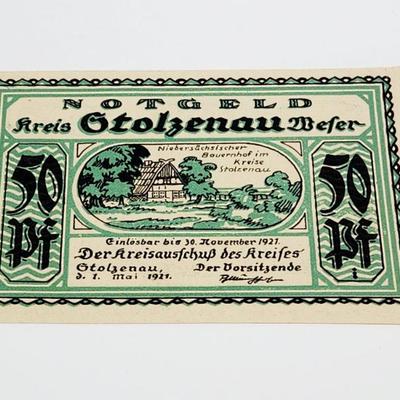 NOTGELD
Kreis Stolzenau Weser
Niedersächsischer
Bauernhof im
Kreise
Stolzenau
50
Pf
50
Pf
Einlösbar bis 30. November 1921.
Der Kreisausschuß des Kreises
Stolzenau, Der Vorsitzende
d. 1. Mai 1921.